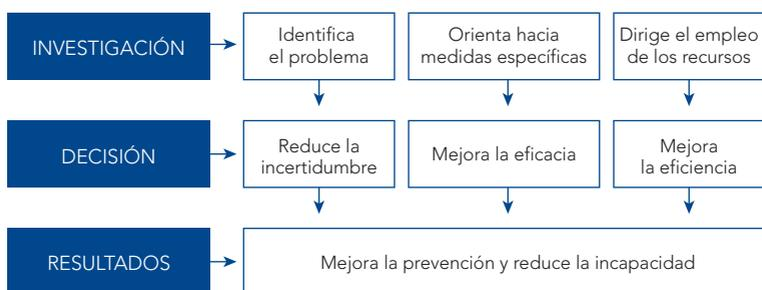 INVESTIGACIÓN
Identifica
el problema
Orienta hacia
medidas específicas
Dirige el empleo
de los recursos
DECISIÓN
Reduce la
incertidumbre
Mejora la eficacia
Mejora
la eficiencia
RESULTADOS
Mejora la prevención y reduce la incapacidad